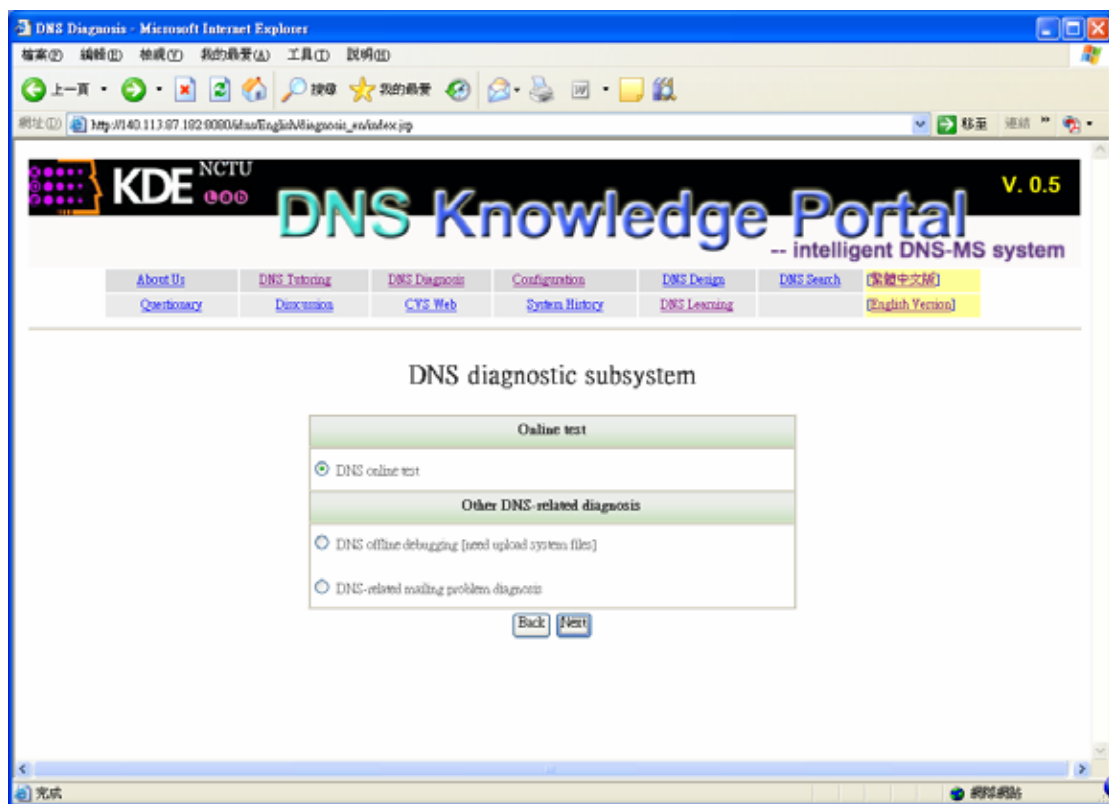 DNS Diagnosis - Microsoft Internet Explorer
檔案(F) 編輯(E) 檢視(V) 我的最愛(A) 工具(T) 說明(H)
上一頁 搜尋 我的最愛
網址(D) http://140.113.87.182:8080/idns/English/diagnosis_en/index.jsp 移至 連結 »
KDE NCTU Lab
DNS Knowledge Portal V. 0.5
-- intelligent DNS-MS system
About Us DNS Tutoring DNS Diagnosis Configuration DNS Design DNS Search [繁體中文版]
Questionary Discussion CVS Web System History DNS Learning [English Version]
DNS diagnostic subsystem
Online test
DNS online test
Other DNS-related diagnosis
DNS offline debugging [need upload system files]
DNS-related mailing problem diagnosis
Back Next
完成 網際網路